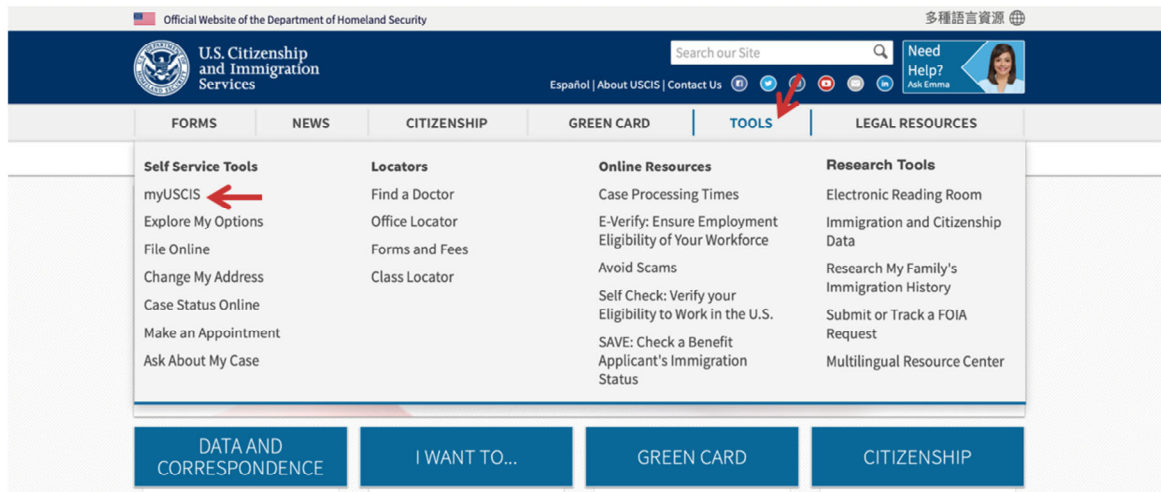 Official Website of the Department of Homeland Security
多種語言資源
U.S. Citizenship
and Immigration
Services
Search our Site
Need
Help?
Ask Emma
Español | About USCIS | Contact Us
FORMS
NEWS
CITIZENSHIP
GREEN CARD
TOOLS
LEGAL RESOURCES
Self Service Tools
myUSCIS
Explore My Options
File Online
Change My Address
Case Status Online
Make an Appointment
Ask About My Case
Locators
Find a Doctor
Office Locator
Forms and Fees
Class Locator
Online Resources
Case Processing Times
E-Verify: Ensure Employment
Eligibility of Your Workforce
Avoid Scams
Self Check: Verify your
Eligibility to Work in the U.S.
SAVE: Check a Benefit
Applicant's Immigration
Status
Research Tools
Electronic Reading Room
Immigration and Citizenship
Data
Research My Family's
Immigration History
Submit or Track a FOIA
Request
Multilingual Resource Center
DATA AND
CORRESPONDENCE
I WANT TO...
GREEN CARD
CITIZENSHIP